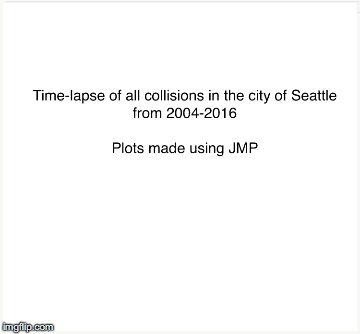 Time-lapse of all collisions in the city of Seattle
from 2004-2016
Plots made using JMP
imgflip.com